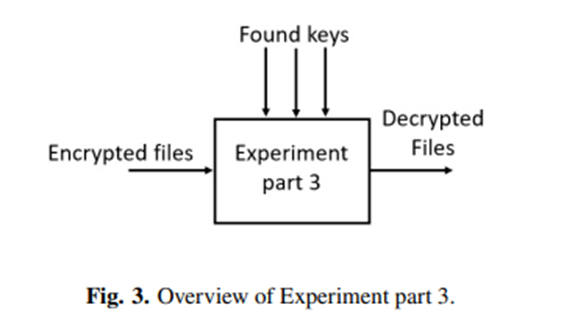 Found keys
Encrypted files
Experiment
part 3
Decrypted
Files
Fig. 3. Overview of Experiment part 3.